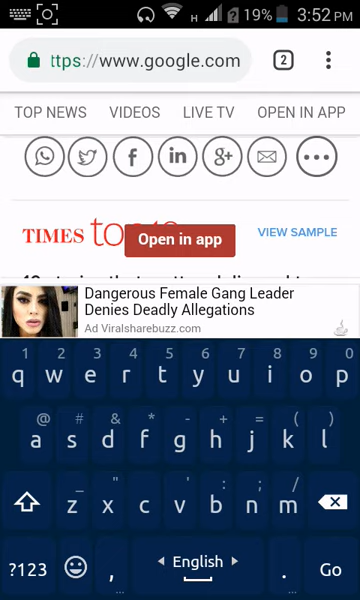 H 19% 3:52 PM
ttps://www.google.com 2
TOP NEWS VIDEOS LIVE TV OPEN IN APP
f in g+
TIMES top10 VIEW SAMPLE
Open in app
Dangerous Female Gang Leader
Denies Deadly Allegations
Ad Viralsharebuzz.com
1 2 3 4 5 6 7 8 9 0
q w e r t y u i o p
@ # & * - + = ( )
a s d f g h j k l
_ " ' : ; /
z x c v b n m
?123 , English . Go